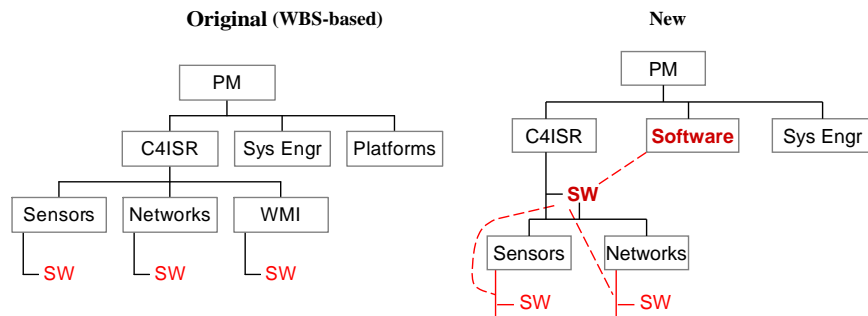 Original (WBS-based) New
PM PM
C4ISR Sys Engr Platforms C4ISR Software Sys Engr
SW
Sensors Networks WMI
Sensors Networks
SW SW SW
SW SW